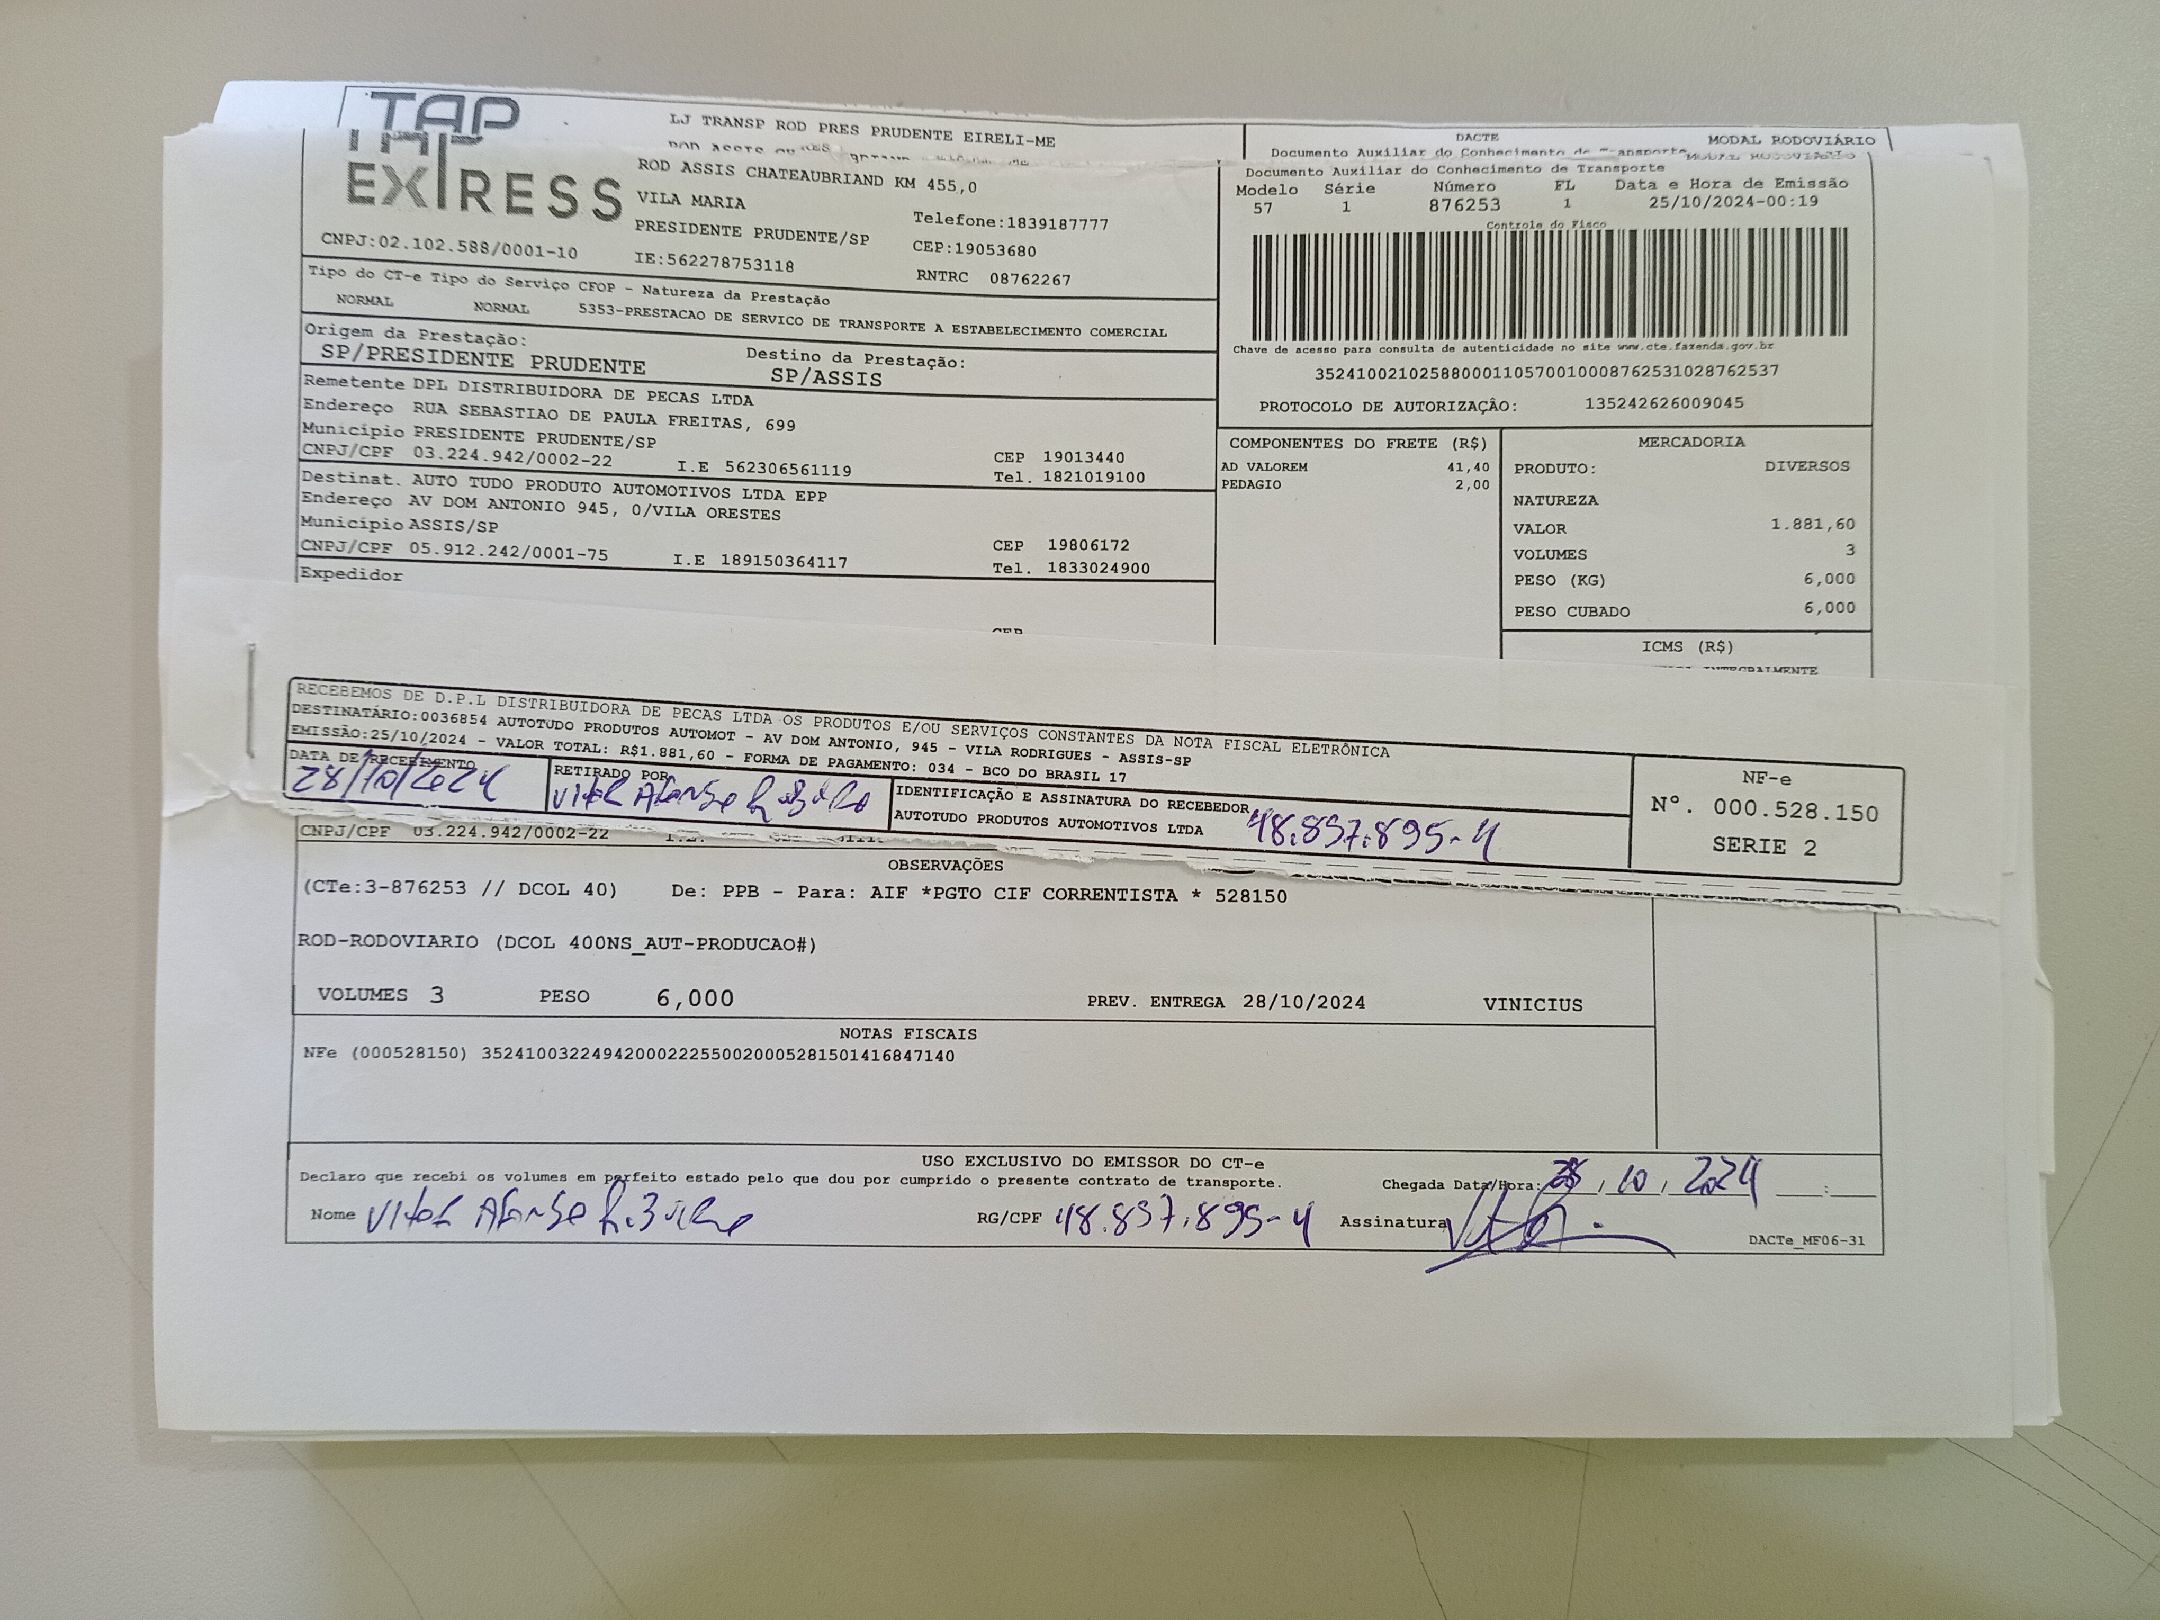 TAP
LJ TRANSP ROD PRES PRUDENTE EIRELI-ME
DACTE
MODAL RODOVIÁRIO
Documento Auxiliar do Conhecimento de Transporte
EXPRESS
ROD ASSIS CHATEAUBRIAND KM 455,0
VILA MARIA
PRESIDENTE PRUDENTE/SP
Telefone:1839187777
CEP:19053680
CNPJ:02.102.588/0001-10
IE:562278753118
RNTRC 08762267
Documento Auxiliar do Conhecimento de Transporte
Modelo Série Número FL Data e Hora de Emissão
57 1 876253 1 25/10/2024-00:19
Controle do Fisco
Tipo do CT-e Tipo do Serviço CFOP - Natureza da Prestação
NORMAL NORMAL 5353-PRESTACAO DE SERVICO DE TRANSPORTE A ESTABELECIMENTO COMERCIAL
Origem da Prestação:
SP/PRESIDENTE PRUDENTE
Destino da Prestação:
SP/ASSIS
Chave de acesso para consulta de autenticidade no site www.cte.fazenda.gov.br
35241002102588000110570010008762531028762537
PROTOCOLO DE AUTORIZAÇÃO: 135242626009045
Remetente DPL DISTRIBUIDORA DE PECAS LTDA
Endereço RUA SEBASTIAO DE PAULA FREITAS, 699
Município PRESIDENTE PRUDENTE/SP
CEP 19013440
CNPJ/CPF 03.224.942/0002-22 I.E 562306561119
Tel. 1821019100
Destinat. AUTO TUDO PRODUTO AUTOMOTIVOS LTDA EPP
Endereço AV DOM ANTONIO 945, 0/VILA ORESTES
Município ASSIS/SP
CEP 19806172
CNPJ/CPF 05.912.242/0001-75 I.E 189150364117
Tel. 1833024900
Expedidor
COMPONENTES DO FRETE (R$)
AD VALOREM 41,40
PEDAGIO 2,00
MERCADORIA
PRODUTO: DIVERSOS
NATUREZA
VALOR 1.881,60
VOLUMES 3
PESO (KG) 6,000
PESO CUBADO 6,000
ICMS (R$)
RECEBEMOS DE D.P.L DISTRIBUIDORA DE PECAS LTDA OS PRODUTOS E/OU SERVIÇOS CONSTANTES DA NOTA FISCAL ELETRÔNICA
DESTINATÁRIO:0036854 AUTOTUDO PRODUTOS AUTOMOT - AV DOM ANTONIO, 945 - VILA RODRIGUES - ASSIS-SP
EMISSÃO:25/10/2024 - VALOR TOTAL: R$1.881,60 - FORMA DE PAGAMENTO: 034 - BCO DO BRASIL 17
DATA DE RECEBIMENTO
28/10/2024
RETIRADO POR
Vitor Afonso Ribeiro
IDENTIFICAÇÃO E ASSINATURA DO RECEBEDOR
AUTOTUDO PRODUTOS AUTOMOTIVOS LTDA
48.837.895-4
NF-e
Nº. 000.528.150
SERIE 2
CNPJ/CPF 03.224.942/0002-22
OBSERVAÇÕES
(CTe:3-876253 // DCOL 40) De: PPB - Para: AIF *PGTO CIF CORRENTISTA * 528150
ROD-RODOVIARIO (DCOL 400NS_AUT-PRODUCAO#)
VOLUMES 3 PESO 6,000 PREV. ENTREGA 28/10/2024 VINICIUS
NOTAS FISCAIS
NFe (000528150) 35241003224942000222550020005281501416847140
USO EXCLUSIVO DO EMISSOR DO CT-e
Declaro que recebi os volumes em perfeito estado pelo que dou por cumprido o presente contrato de transporte.
Chegada Data/Hora: 28, 10, 2024 ___:___
Nome Vitor Afonso Ribeiro
RG/CPF 48.837.895-4
Assinatura
DACTe_MF06-31